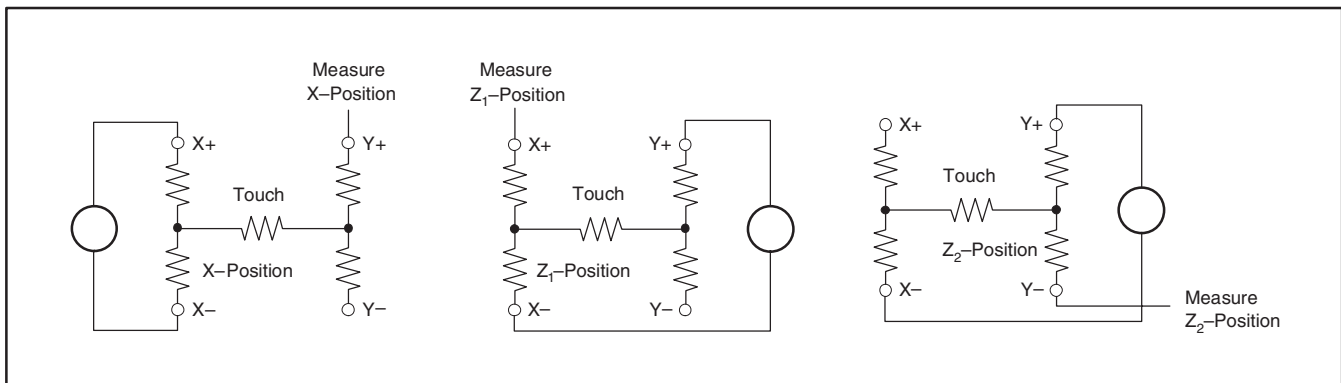 Measure
X–Position
X+
Y+
Touch
X–Position
X–
Y–
Measure
Z₁–Position
X+
Y+
Touch
Z₁–Position
X–
Y–
X+
Y+
Touch
Z₂–Position
X–
Y–
Measure
Z₂–Position